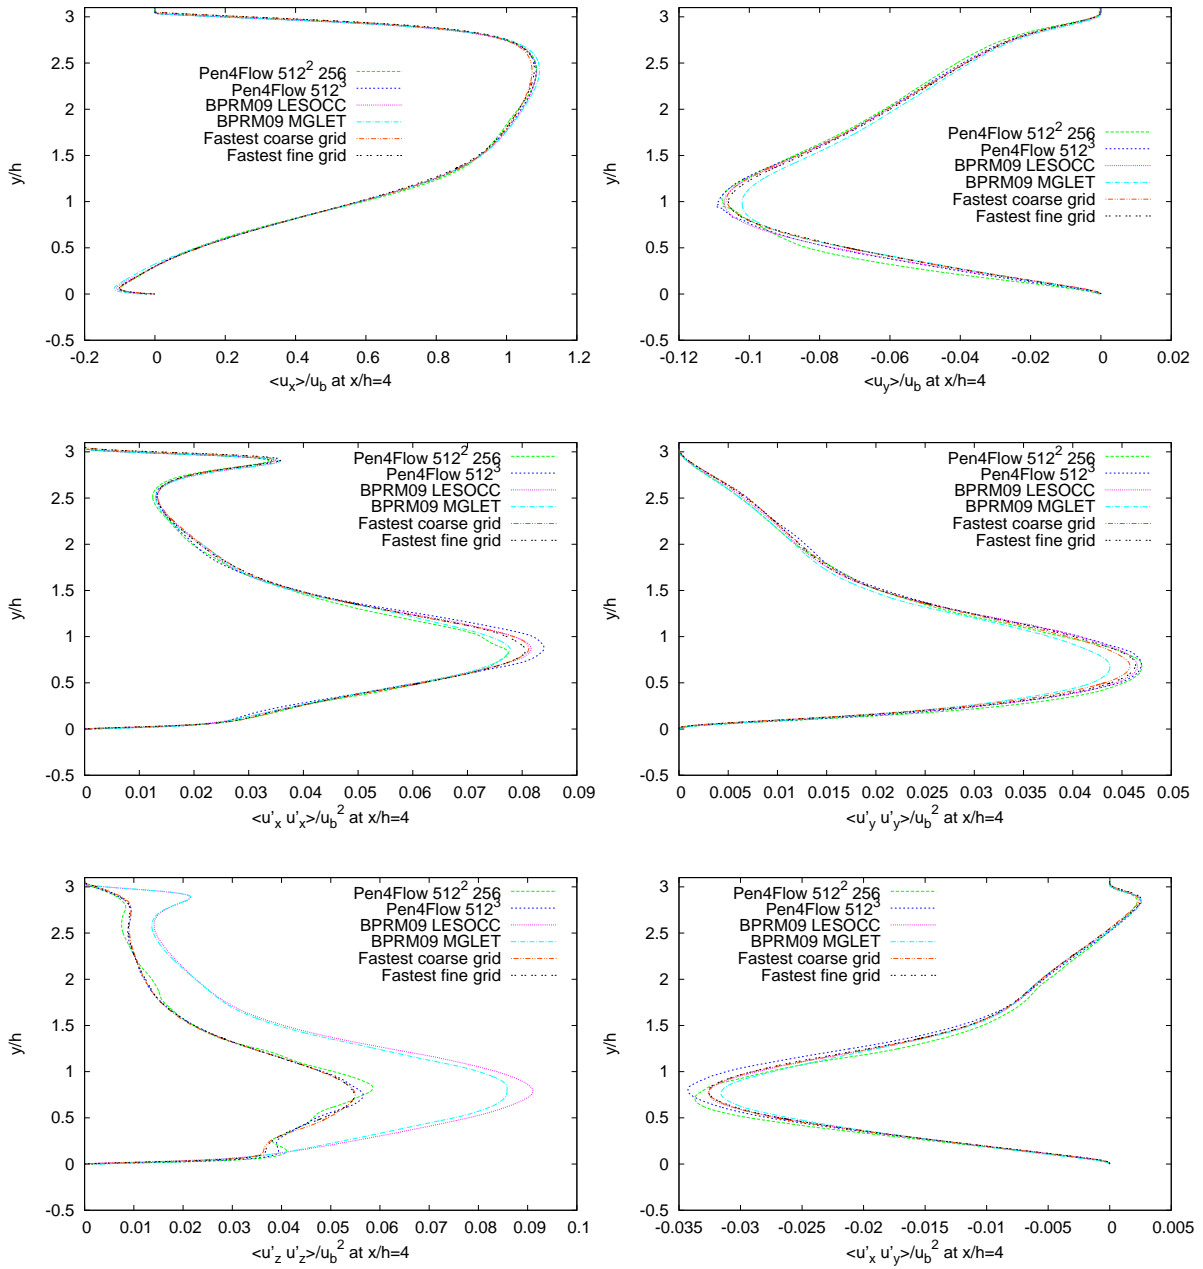 3
2.5
2
1.5
1
0.5
0
-0.5
y/h
Pen4Flow 512² 256
Pen4Flow 512³
BPRM09 LESOCC
BPRM09 MGLET
Fastest coarse grid
Fastest fine grid
-0.2 0 0.2 0.4 0.6 0.8 1 1.2
<u_x>/u_b at x/h=4
3
2.5
2
1.5
1
0.5
0
-0.5
y/h
Pen4Flow 512² 256
Pen4Flow 512³
BPRM09 LESOCC
BPRM09 MGLET
Fastest coarse grid
Fastest fine grid
-0.12 -0.1 -0.08 -0.06 -0.04 -0.02 0 0.02
<u_y>/u_b at x/h=4
3
2.5
2
1.5
1
0.5
0
-0.5
y/h
Pen4Flow 512² 256
Pen4Flow 512³
BPRM09 LESOCC
BPRM09 MGLET
Fastest coarse grid
Fastest fine grid
0 0.01 0.02 0.03 0.04 0.05 0.06 0.07 0.08 0.09
<u'_x u'_x>/u_b² at x/h=4
3
2.5
2
1.5
1
0.5
0
-0.5
y/h
Pen4Flow 512² 256
Pen4Flow 512³
BPRM09 LESOCC
BPRM09 MGLET
Fastest coarse grid
Fastest fine grid
0 0.005 0.01 0.015 0.02 0.025 0.03 0.035 0.04 0.045 0.05
<u'_y u'_y>/u_b² at x/h=4
3
2.5
2
1.5
1
0.5
0
-0.5
y/h
Pen4Flow 512² 256
Pen4Flow 512³
BPRM09 LESOCC
BPRM09 MGLET
Fastest coarse grid
Fastest fine grid
0 0.01 0.02 0.03 0.04 0.05 0.06 0.07 0.08 0.09 0.1
<u'_z u'_z>/u_b² at x/h=4
3
2.5
2
1.5
1
0.5
0
-0.5
y/h
Pen4Flow 512² 256
Pen4Flow 512³
BPRM09 LESOCC
BPRM09 MGLET
Fastest coarse grid
Fastest fine grid
-0.035 -0.03 -0.025 -0.02 -0.015 -0.01 -0.005 0 0.005
<u'_x u'_y>/u_b² at x/h=4